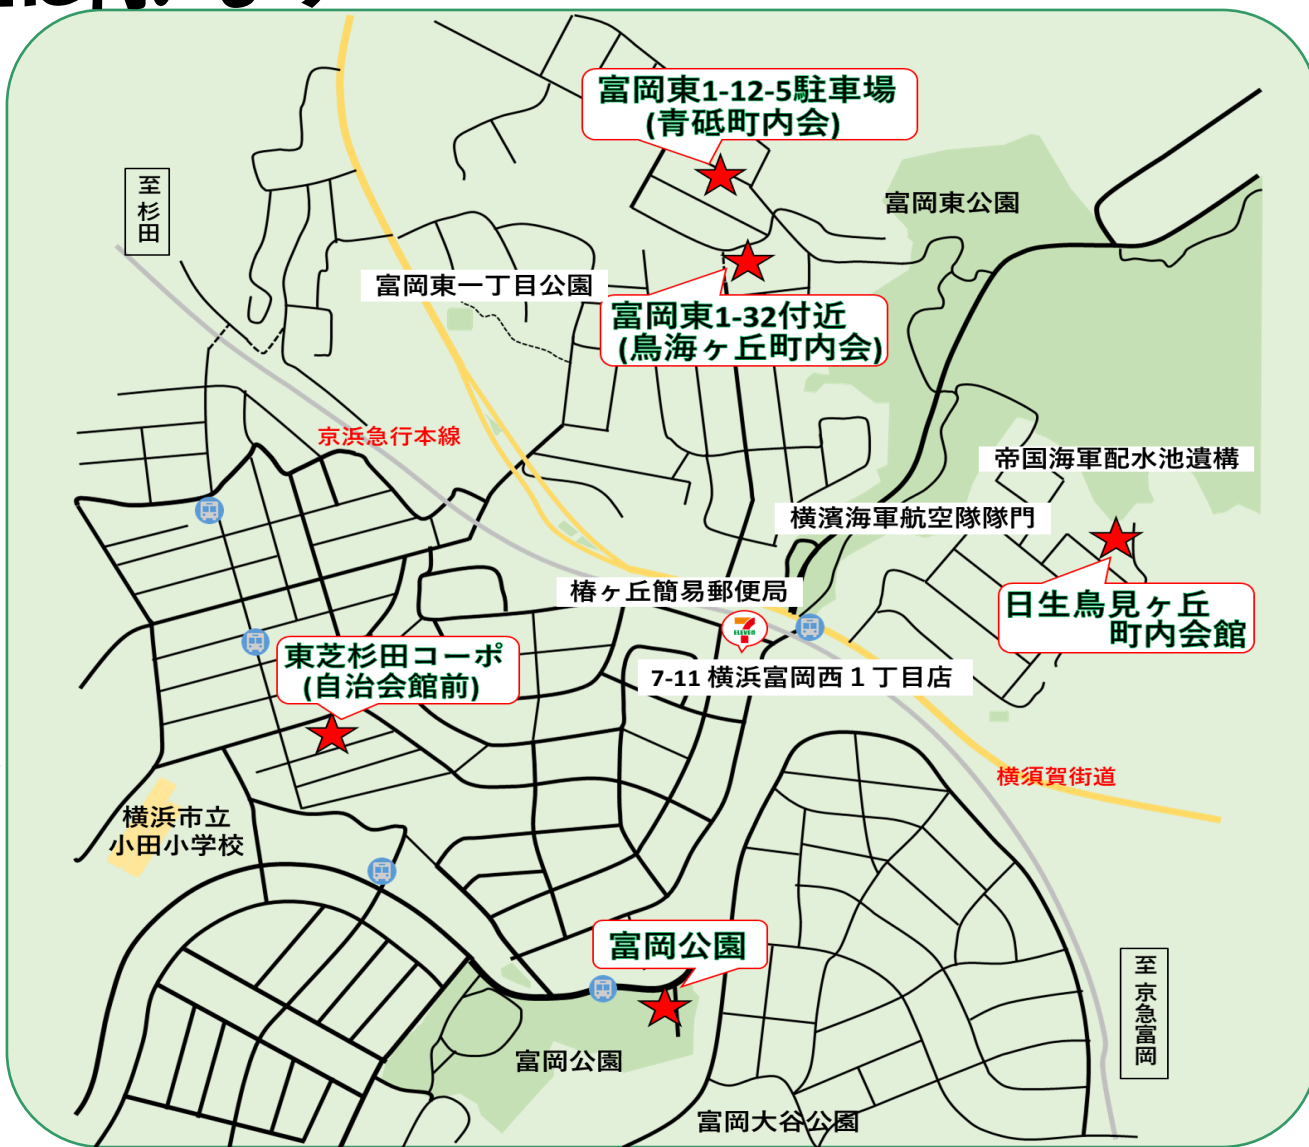 富岡東1-12-5駐車場
(青砥町内会)
至杉田
富岡東公園
富岡東一丁目公園
富岡東1-32付近
(鳥海ヶ丘町内会)
京浜急行本線
帝国海軍配水池遺構
横濱海軍航空隊隊門
椿ヶ丘簡易郵便局
日生鳥見ヶ丘
町内会館
7
ELEVEN
東芝杉田コーポ
(自治会館前)
7-11 横浜富岡西１丁目店
横須賀街道
横浜市立
小田小学校
富岡公園
至京急富岡
富岡公園
富岡大谷公園